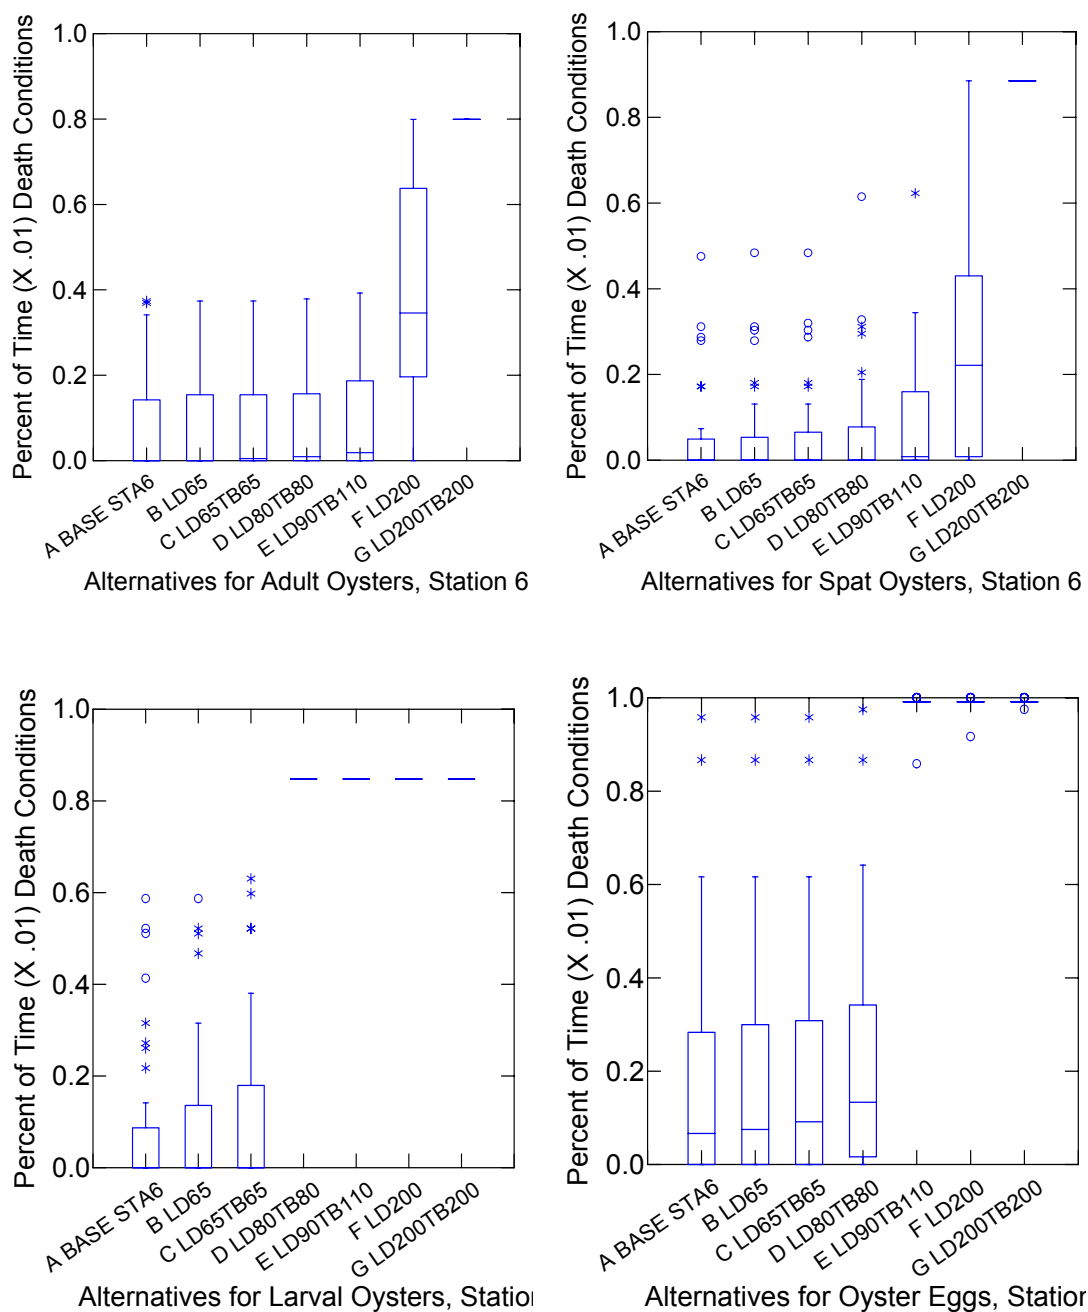 Percent of Time (X .01) Death Conditions
1.0
0.8
0.6
0.4
0.2
0.0
A BASE STA6
B LD65
C LD65TB65
D LD80TB80
E LD90TB110
F LD200
G LD200TB200
Alternatives for Adult Oysters, Station 6
Percent of Time (X .01) Death Conditions
1.0
0.8
0.6
0.4
0.2
0.0
A BASE STA6
B LD65
C LD65TB65
D LD80TB80
E LD90TB110
F LD200
G LD200TB200
Alternatives for Spat Oysters, Station 6
Percent of Time (X .01) Death Conditions
1.0
0.8
0.6
0.4
0.2
0.0
A BASE STA6
B LD65
C LD65TB65
D LD80TB80
E LD90TB110
F LD200
G LD200TB200
Alternatives for Larval Oysters, Station
Percent of Time (X .01) Death Conditions
1.0
0.8
0.6
0.4
0.2
0.0
A BASE STA6
B LD65
C LD65TB65
D LD80TB80
E LD90TB110
F LD200
G LD200TB200
Alternatives for Oyster Eggs, Station